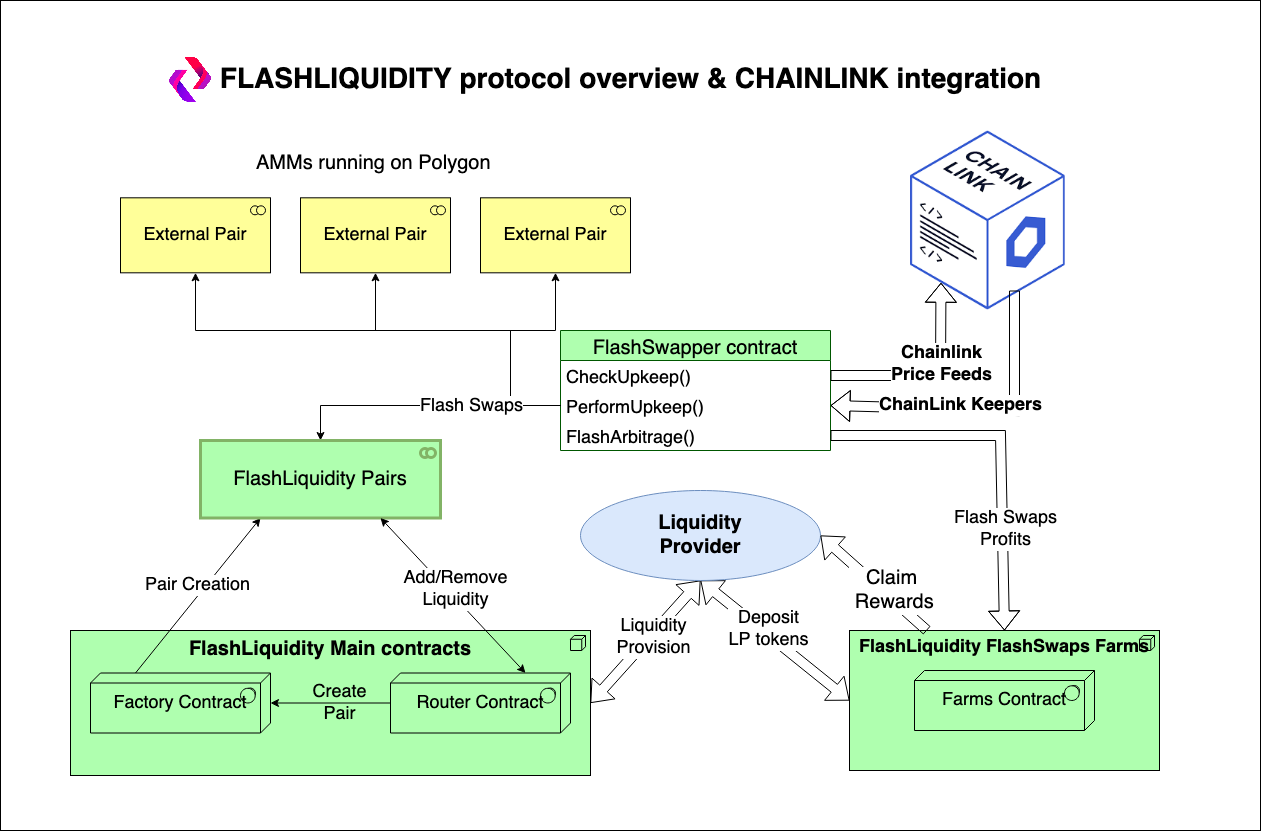 FLASHLIQUIDITY protocol overview & CHAINLINK integration
AMMs running on Polygon
External Pair
External Pair
External Pair
CHAIN
LINK
</>
</>
FlashSwapper contract
CheckUpkeep()
PerformUpkeep()
FlashArbitrage()
Chainlink
Price Feeds
ChainLink Keepers
Flash Swaps
FlashLiquidity Pairs
Liquidity
Provider
Flash Swaps
Profits
Pair Creation
Add/Remove
Liquidity
Claim
Rewards
Liquidity
Provision
Deposit
LP tokens
FlashLiquidity Main contracts
Factory Contract
Create
Pair
Router Contract
FlashLiquidity FlashSwaps Farms
Farms Contract